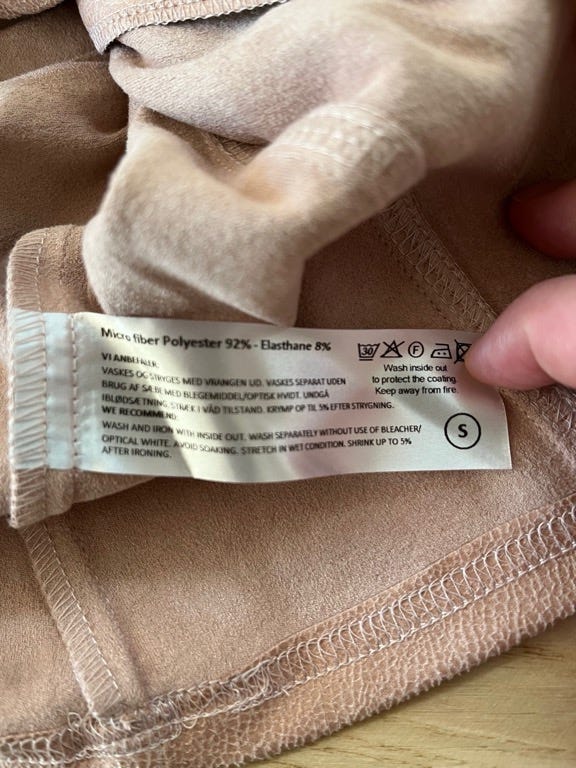 Micro fiber Polyester 92% - Elasthane 8%
VI ANBEFALER:
VASKES OG STRYGES MED VRANGEN UD. VASKES SEPARAT UDEN
BRUG AF SÆBE MED BLEGEMIDDEL/OPTISK HVIDT. UNDGÅ
IBLØDSÆTNING. STRÆK I VÅD TILSTAND. KRYMP OP TIL 5% EFTER STRYGNING.
WE RECOMMEND:
WASH AND IRON WITH INSIDE OUT. WASH SEPARATELY WITHOUT USE OF BLEACHER/
OPTICAL WHITE. AVOID SOAKING. STRETCH IN WET CONDITION. SHRINK UP TO 5%
AFTER IRONING.
30 F
Wash inside out
to protect the coating.
Keep away from fire.
S